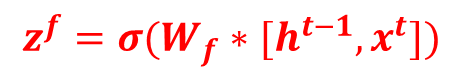 z^f = σ(W_f * [h^{t-1}, x^t])